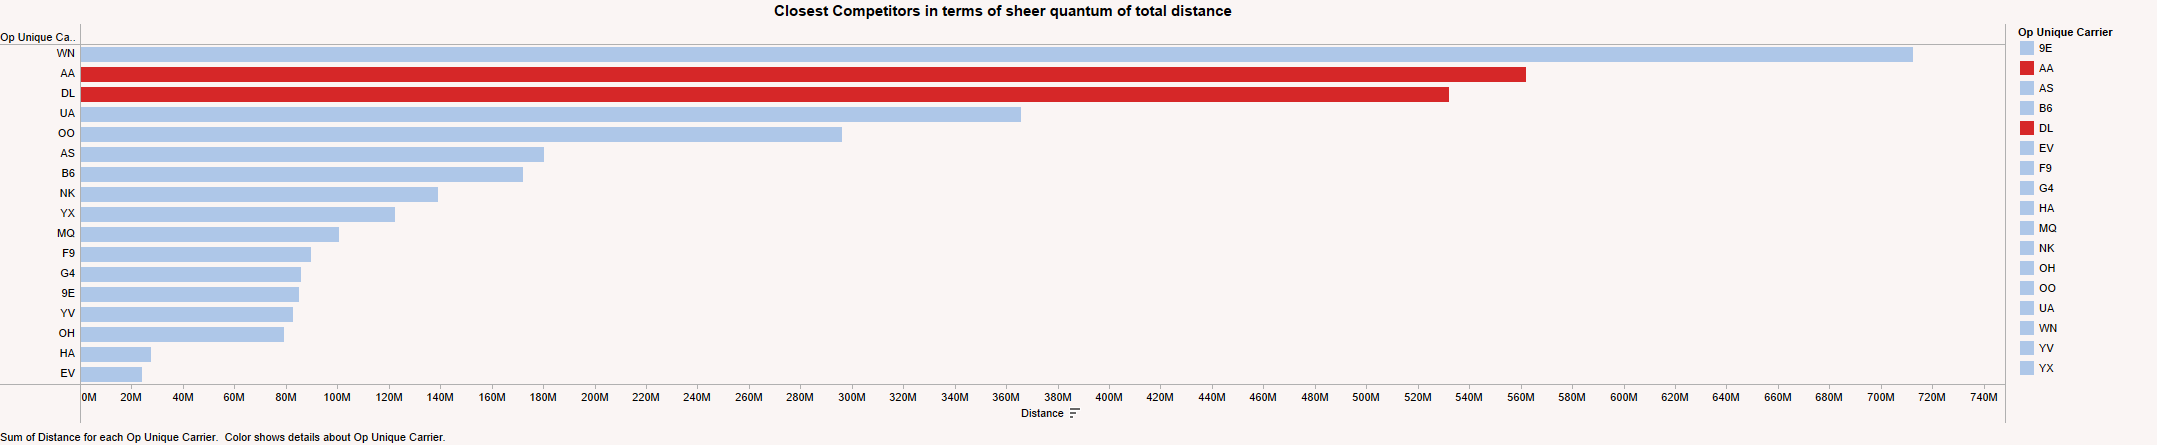 Closest Competitors in terms of sheer quantum of total distance
Op Unique Ca..
WN
AA
DL
UA
OO
AS
B6
NK
YX
MQ
F9
G4
9E
YV
OH
HA
EV
0M 20M 40M 60M 80M 100M 120M 140M 160M 180M 200M 220M 240M 260M 280M 300M 320M 340M 360M 380M 400M 420M 440M 460M 480M 500M 520M 540M 560M 580M 600M 620M 640M 660M 680M 700M 720M 740M
Distance
Op Unique Carrier
9E
AA
AS
B6
DL
EV
F9
G4
HA
MQ
NK
OH
OO
UA
WN
YV
YX
Sum of Distance for each Op Unique Carrier.  Color shows details about Op Unique Carrier.